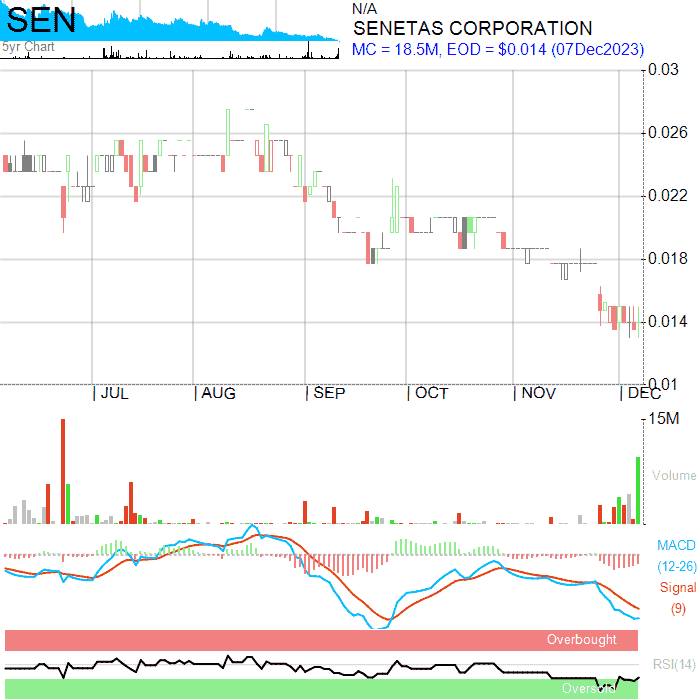 SEN
5yr Chart
N/A
SENETAS CORPORATION
MC = 18.5M, EOD = $0.014 (07Dec2023)
0.03
0.026
0.022
0.018
0.014
0.01
JUL AUG SEP OCT NOV DEC
15M
Volume
MACD
(12-26)
Signal
(9)
Overbought
RSI(14)
Oversold